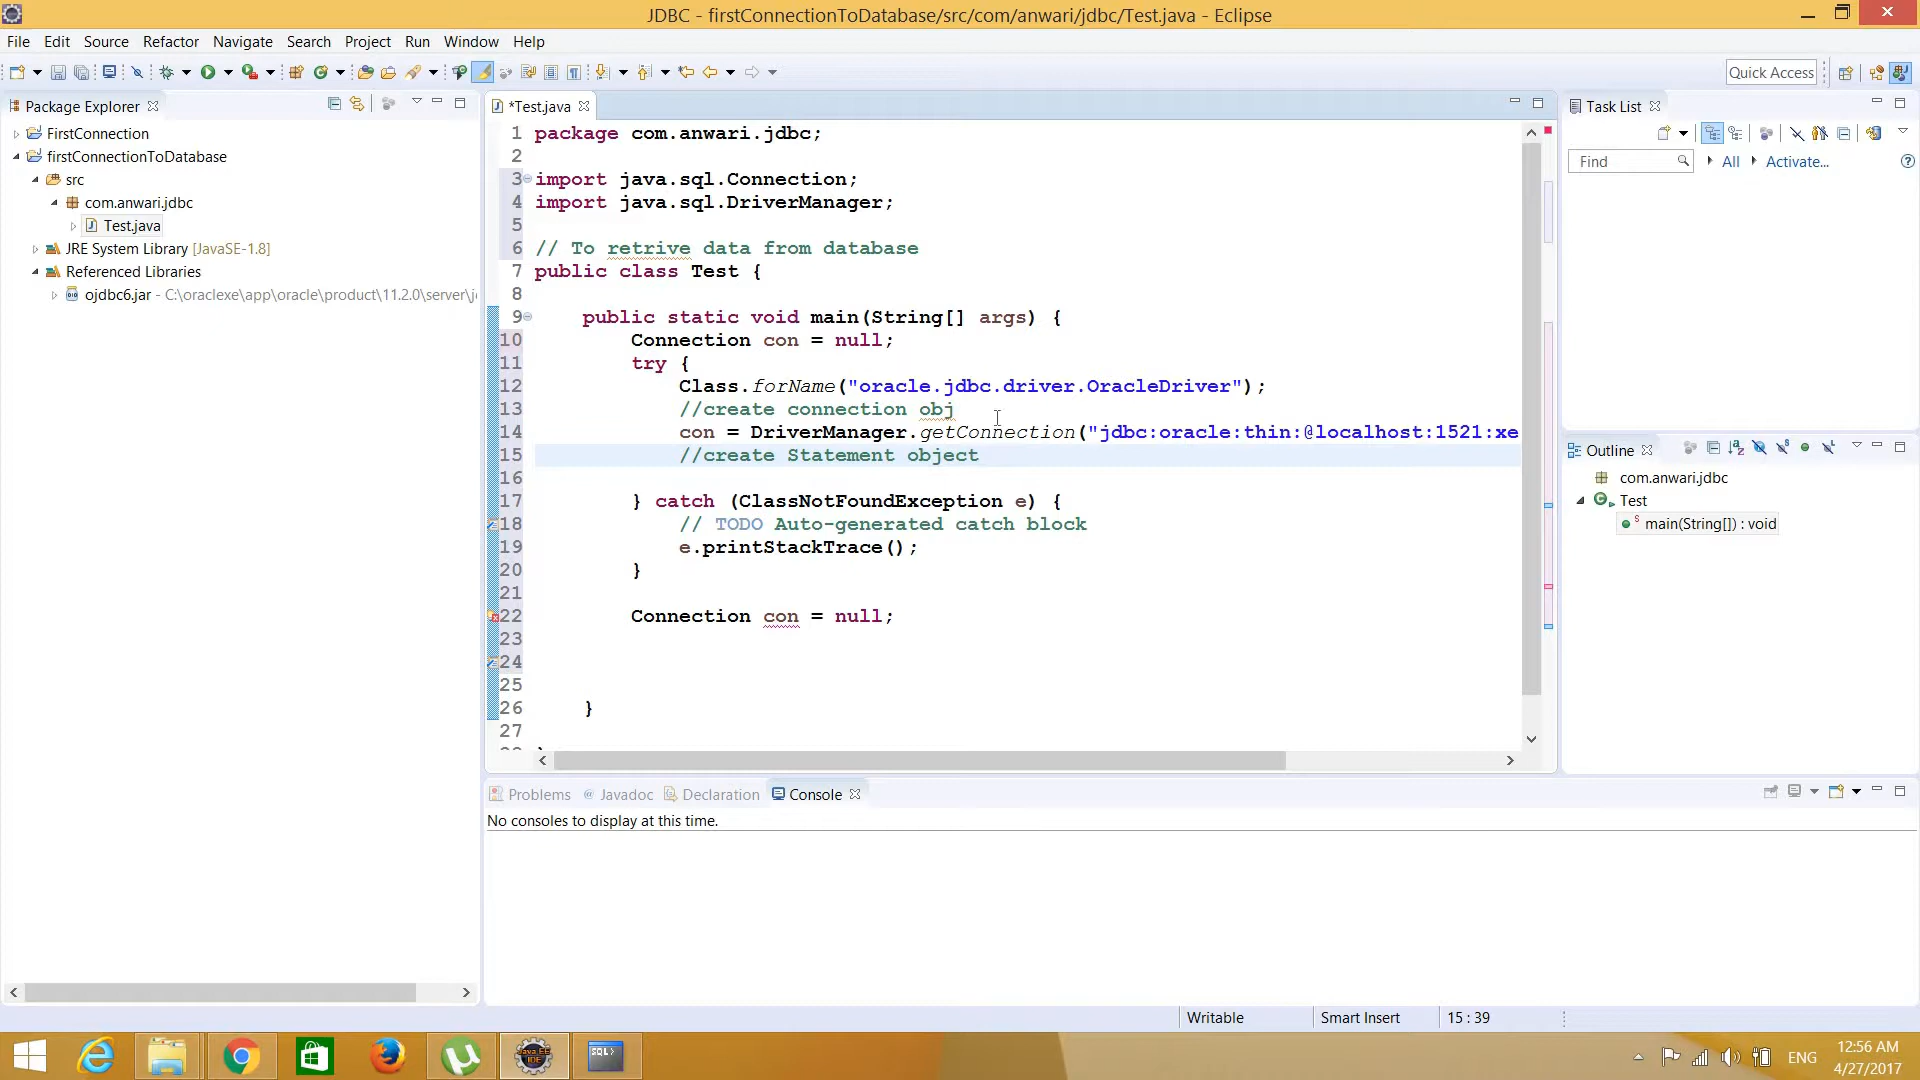 JDBC - firstConnectionToDatabase/src/com/anwari/jdbc/Test.java - Eclipse
File Edit Source Refactor Navigate Search Project Run Window Help
Quick Access
Package Explorer
FirstConnection
firstConnectionToDatabase
src
com.anwari.jdbc
Test.java
JRE System Library [JavaSE-1.8]
Referenced Libraries
ojdbc6.jar - C:\oraclexe\app\oracle\product\11.2.0\server\j
*Test.java
1 package com.anwari.jdbc;
2
3 import java.sql.Connection;
4 import java.sql.DriverManager;
5
6 // To retrive data from database
7 public class Test {
8
9 public static void main(String[] args) {
10 Connection con = null;
11 try {
12 Class.forName("oracle.jdbc.driver.OracleDriver");
13 //create connection obj
14 con = DriverManager.getConnection("jdbc:oracle:thin:@localhost:1521:xe
15 //create Statement object
16
17 } catch (ClassNotFoundException e) {
18 // TODO Auto-generated catch block
19 e.printStackTrace();
20 }
21
22 Connection con = null;
23
24
25
26 }
27
Task List
Find All Activate...
Outline
com.anwari.jdbc
Test
main(String[]) : void
Problems @ Javadoc Declaration Console
No consoles to display at this time.
Writable Smart Insert 15 : 39
SQL>
Java EE
IDE
ENG
12:56 AM
4/27/2017